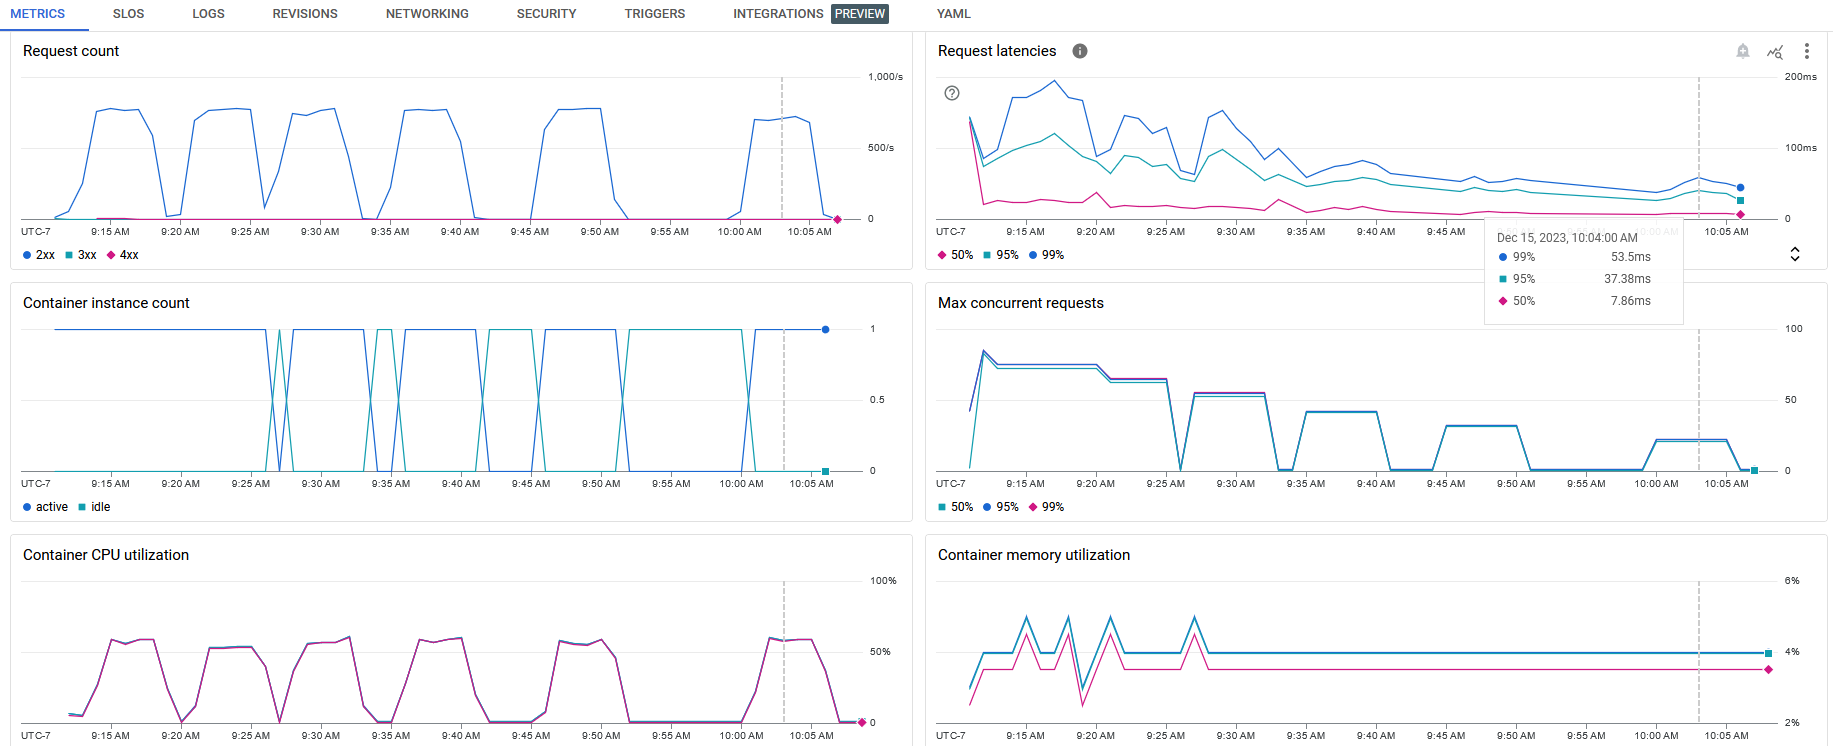 METRICS SLOS LOGS REVISIONS NETWORKING SECURITY TRIGGERS INTEGRATIONS PREVIEW YAML
Request count
1,000/s
500/s
0
UTC-7 9:15 AM 9:20 AM 9:25 AM 9:30 AM 9:35 AM 9:40 AM 9:45 AM 9:50 AM 9:55 AM 10:00 AM 10:05 AM
2xx 3xx 4xx
Request latencies
200ms
100ms
0
UTC-7 9:15 AM 9:20 AM 9:25 AM 9:30 AM 9:35 AM 9:40 AM 9:45 AM 10:05 AM
50% 95% 99%
Dec 15, 2023, 10:04:00 AM
99% 53.5ms
95% 37.38ms
50% 7.86ms
Container instance count
1
0.5
0
UTC-7 9:15 AM 9:20 AM 9:25 AM 9:30 AM 9:35 AM 9:40 AM 9:45 AM 9:50 AM 9:55 AM 10:00 AM 10:05 AM
active idle
Max concurrent requests
100
50
0
UTC-7 9:15 AM 9:20 AM 9:25 AM 9:30 AM 9:35 AM 9:40 AM 9:45 AM 9:50 AM 9:55 AM 10:00 AM 10:05 AM
50% 95% 99%
Container CPU utilization
100%
50%
0
UTC-7 9:15 AM 9:20 AM 9:25 AM 9:30 AM 9:35 AM 9:40 AM 9:45 AM 9:50 AM 9:55 AM 10:00 AM 10:05 AM
Container memory utilization
6%
4%
2%
UTC-7 9:15 AM 9:20 AM 9:25 AM 9:30 AM 9:35 AM 9:40 AM 9:45 AM 9:50 AM 9:55 AM 10:00 AM 10:05 AM